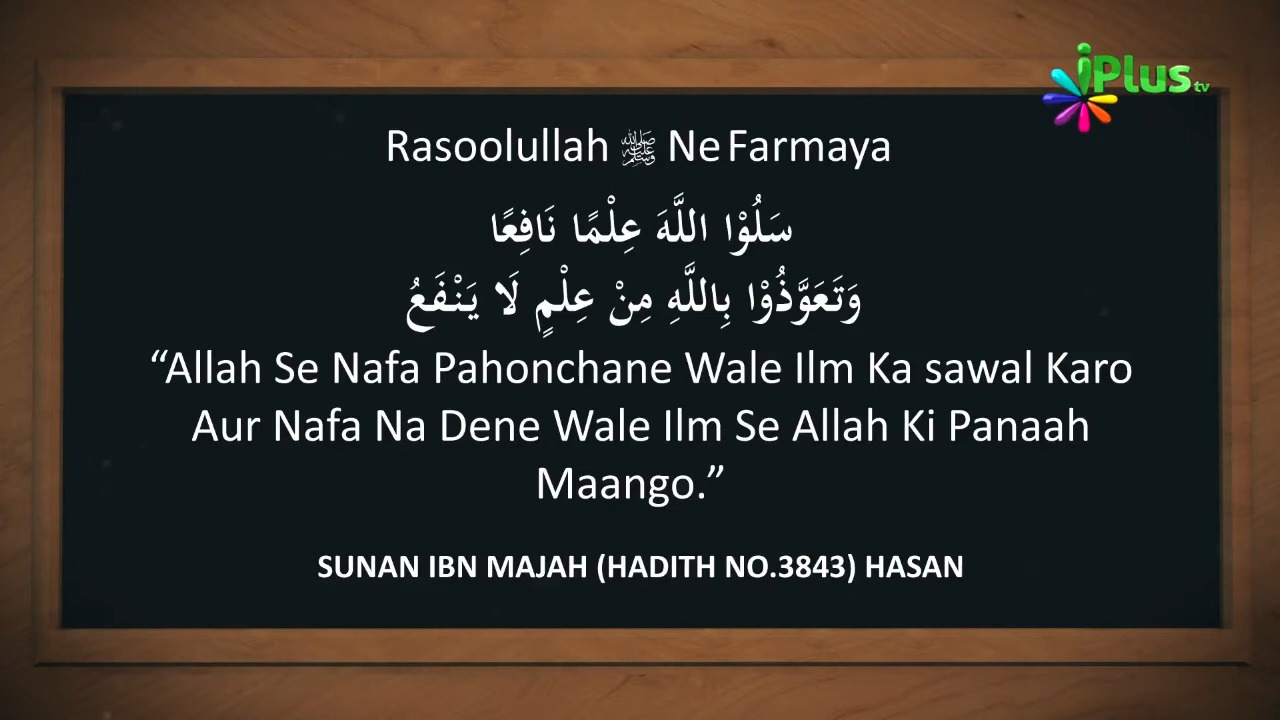 iPlus tv
Rasoolullah ﷺ Ne Farmaya
سَلُوْا اللَّهَ عِلْمًا نَافِعًا
وَتَعَوَّذُوْا بِاللَّهِ مِنْ عِلْمٍ لَا يَنْفَعُ
“Allah Se Nafa Pahonchane Wale Ilm Ka sawal Karo
Aur Nafa Na Dene Wale Ilm Se Allah Ki Panaah
Maango.”
SUNAN IBN MAJAH (HADITH NO.3843) HASAN